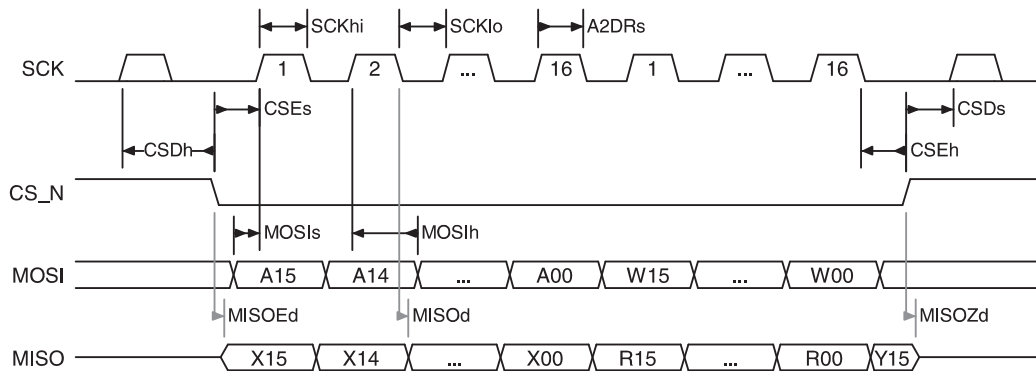 SCKhi SCKlo A2DRs
SCK 1 2 ... 16 1 ... 16
CSEs CSDs
CSDh CSEh
CS_N
MOSIs MOSIh
MOSI A15 A14 ... A00 W15 ... W00
MISOEd MISOd MISOZd
MISO X15 X14 ... X00 R15 ... R00 Y15